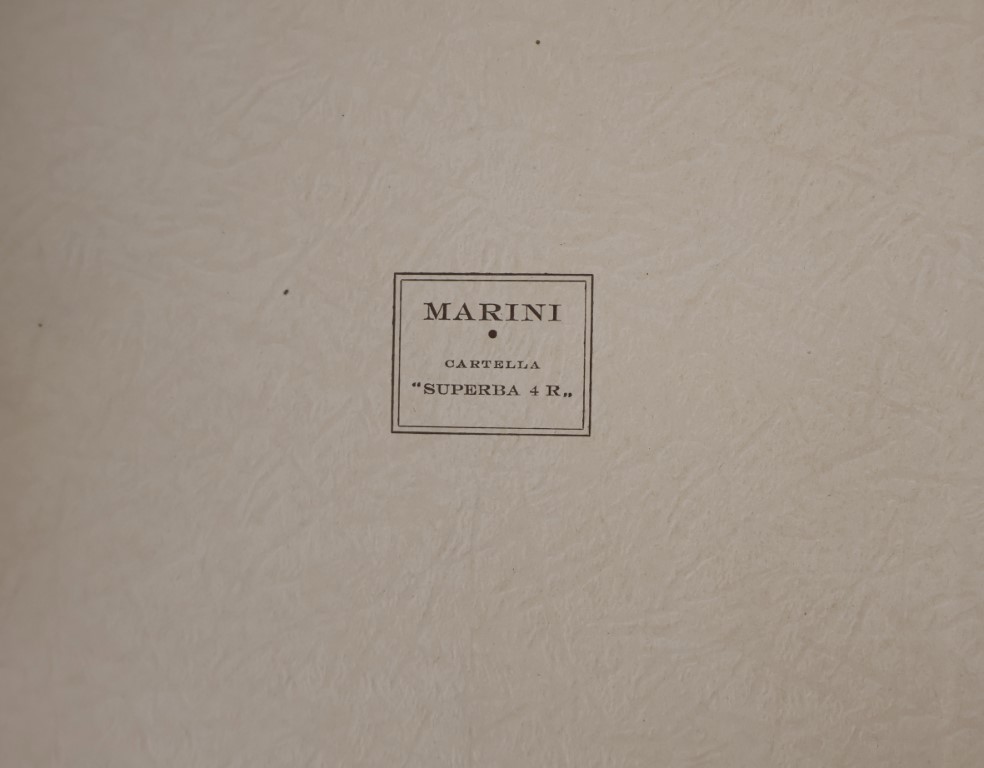 MARINI
•
CARTELLA
“SUPERBA 4 R„